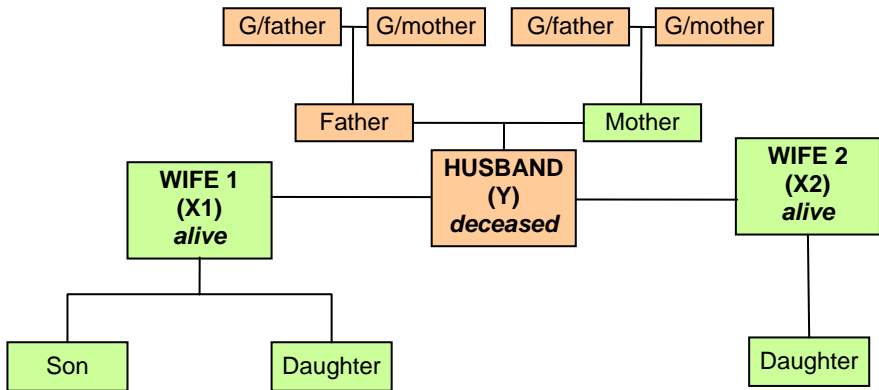 G/father
G/mother
G/father
G/mother
Father
Mother
WIFE 1
(X1)
alive
HUSBAND
(Y)
deceased
WIFE 2
(X2)
alive
Son
Daughter
Daughter